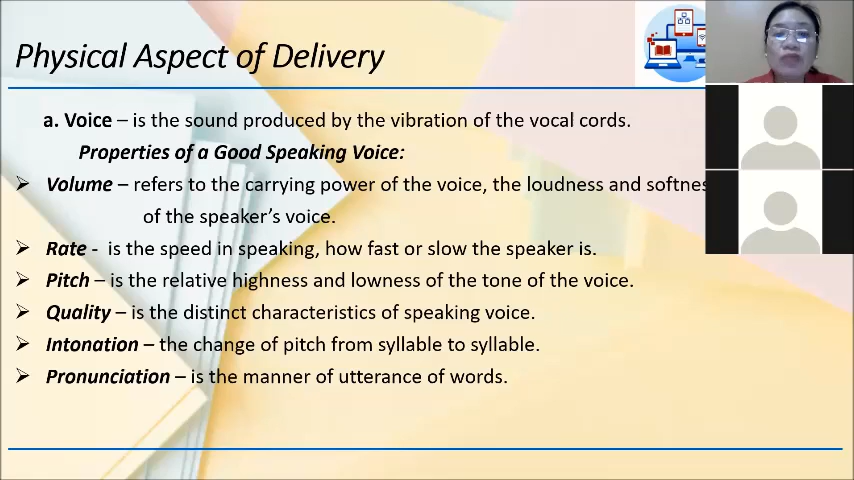 Physical Aspect of Delivery
a. Voice – is the sound produced by the vibration of the vocal cords.
Properties of a Good Speaking Voice:
➢ Volume – refers to the carrying power of the voice, the loudness and softnes
of the speaker’s voice.
➢ Rate - is the speed in speaking, how fast or slow the speaker is.
➢ Pitch – is the relative highness and lowness of the tone of the voice.
➢ Quality – is the distinct characteristics of speaking voice.
➢ Intonation – the change of pitch from syllable to syllable.
➢ Pronunciation – is the manner of utterance of words.